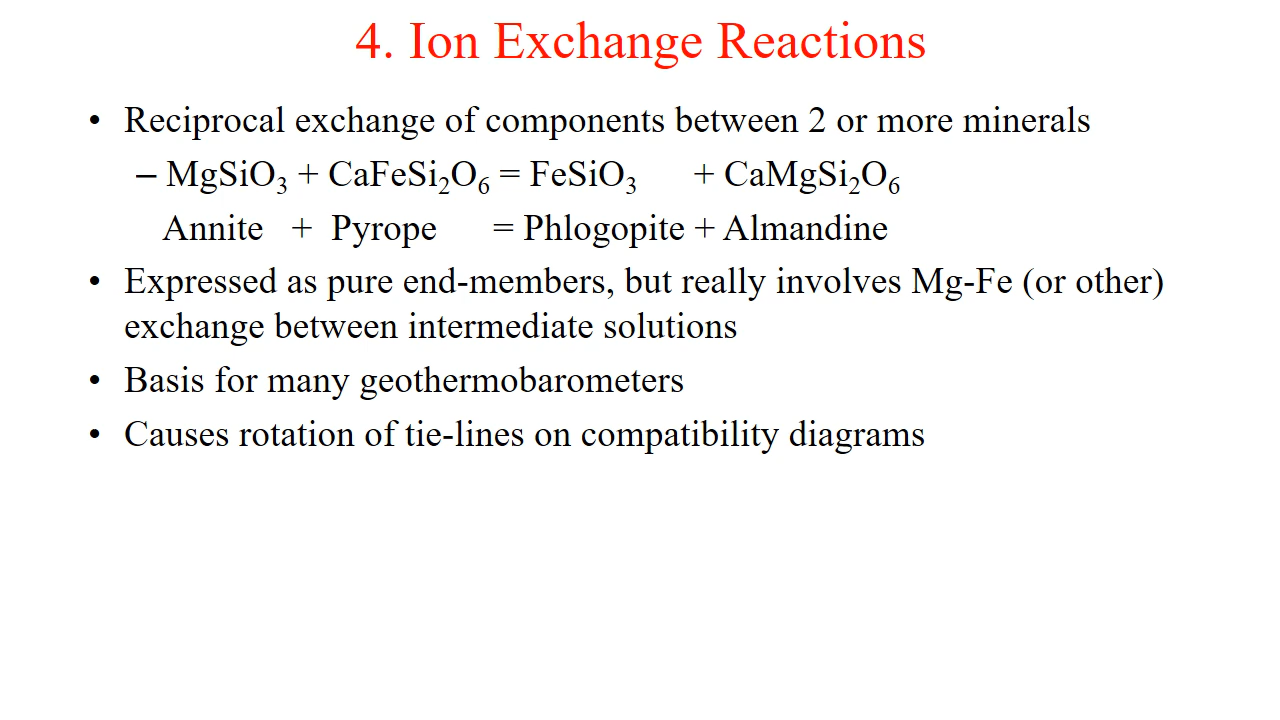 4. Ion Exchange Reactions
• Reciprocal exchange of components between 2 or more minerals
– MgSiO₃ + CaFeSi₂O₆ = FeSiO₃ + CaMgSi₂O₆
Annite + Pyrope = Phlogopite + Almandine
• Expressed as pure end-members, but really involves Mg-Fe (or other)
exchange between intermediate solutions
• Basis for many geothermobarometers
• Causes rotation of tie-lines on compatibility diagrams